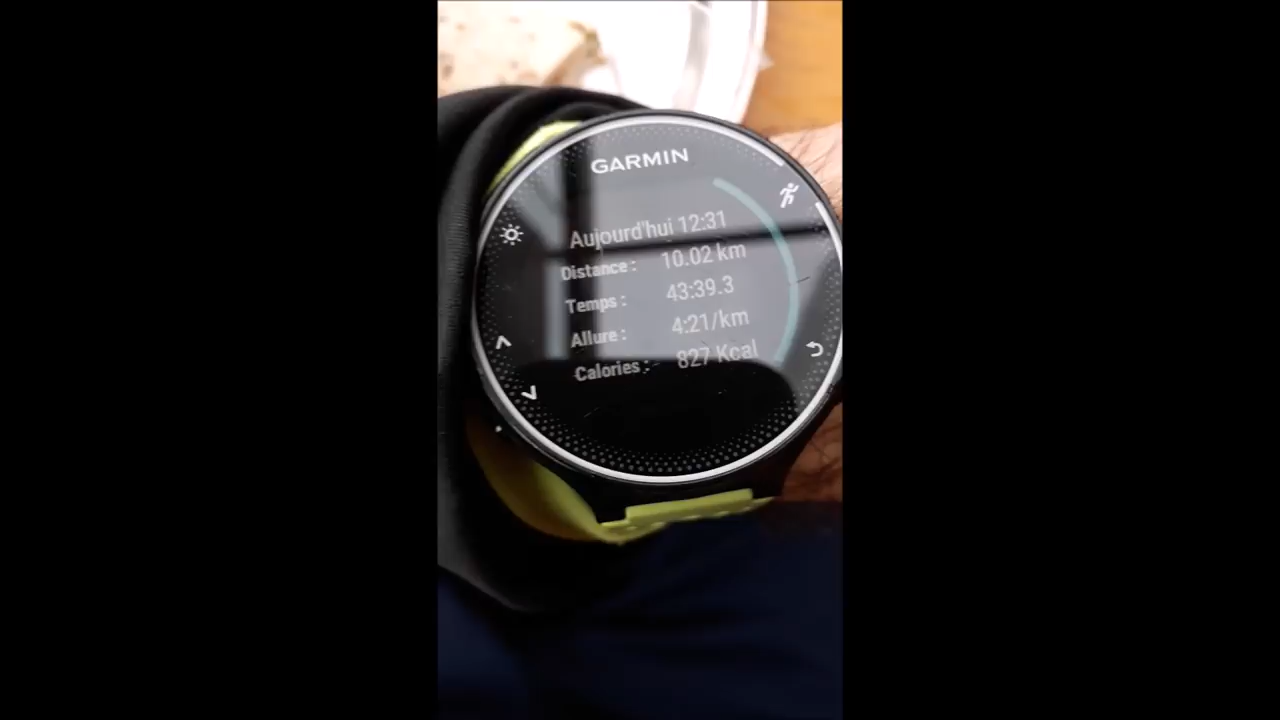 GARMIN
Aujourd'hui 12:31
Distance: 10.02 km
Temps: 43:39.3
Allure: 4:21/km
Calories: 827 Kcal